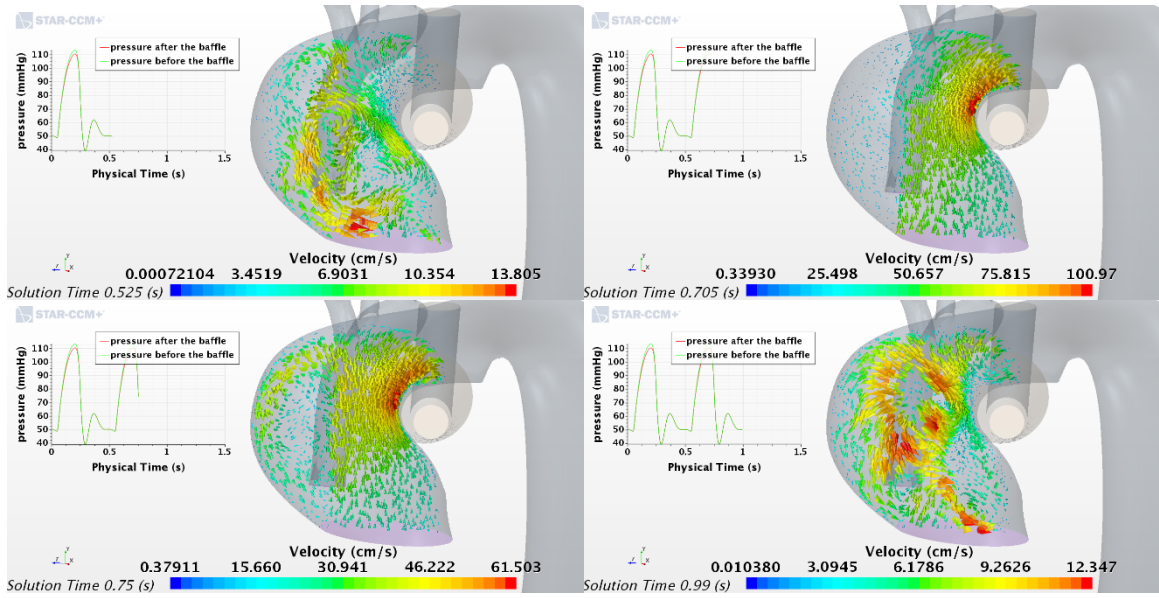 STAR-CCM+
pressure after the baffle
pressure before the baffle
pressure (mmHg)
110
100
90
80
70
60
50
40
0 0.5 1 1.5
Physical Time (s)
y
z x
Velocity (cm/s)
0.00072104 3.4519 6.9031 10.354 13.805
Solution Time 0.525 (s)
STAR-CCM+
pressure after the baffle
pressure before the baffle
pressure (mmHg)
110
100
90
80
70
60
50
40
0 0.5 1 1.5
Physical Time (s)
y
z x
Velocity (cm/s)
0.33930 25.498 50.657 75.815 100.97
Solution Time 0.705 (s)
STAR-CCM+
pressure after the baffle
pressure before the baffle
pressure (mmHg)
110
100
90
80
70
60
50
40
0 0.5 1 1.5
Physical Time (s)
y
z x
Velocity (cm/s)
0.37911 15.660 30.941 46.222 61.503
Solution Time 0.75 (s)
STAR-CCM+
pressure after the baffle
pressure before the baffle
pressure (mmHg)
110
100
90
80
70
60
50
40
0 0.5 1 1.5
Physical Time (s)
y
z x
Velocity (cm/s)
0.010380 3.0945 6.1786 9.2626 12.347
Solution Time 0.99 (s)